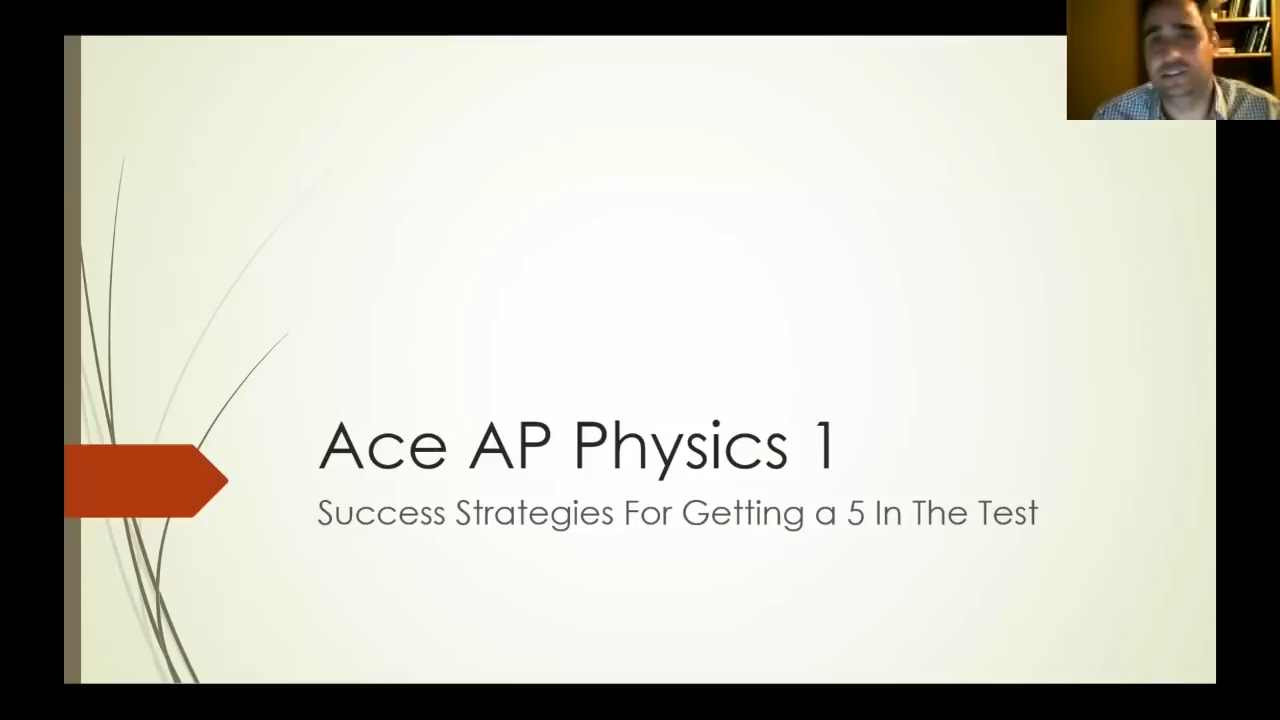 Ace AP Physics 1
Success Strategies For Getting a 5 In The Test